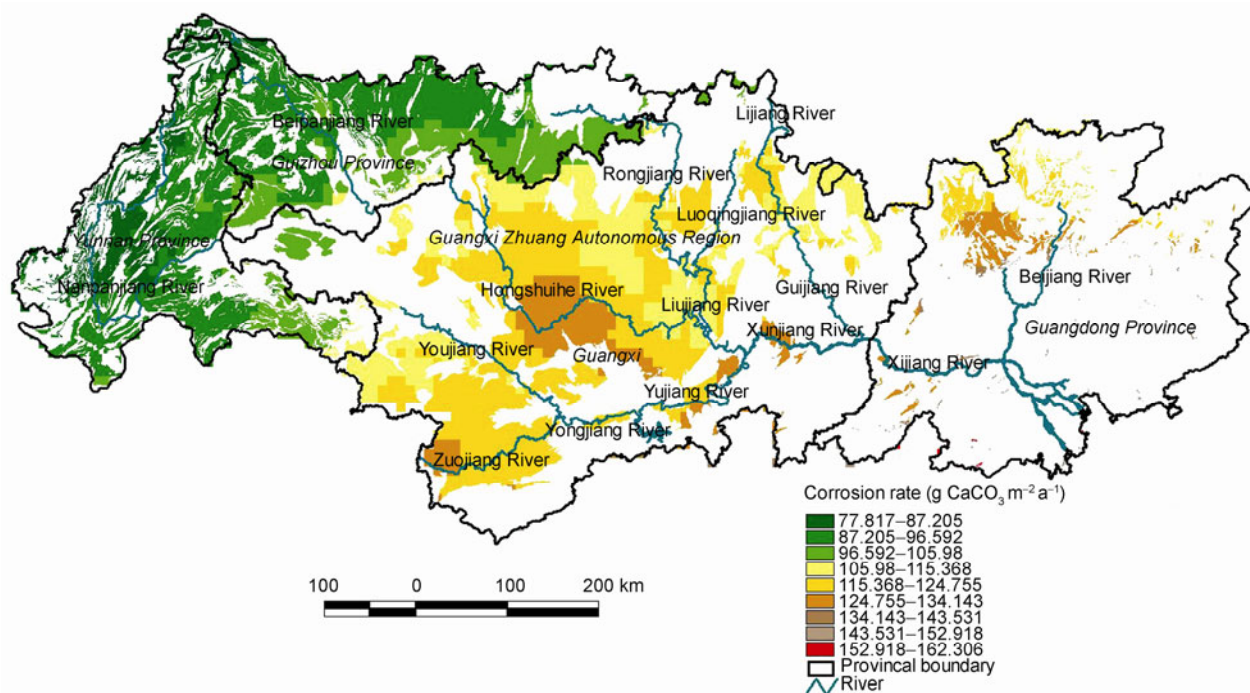 Lijiang River
Beipanjiang River
Guizhou Province
Rongjiang River
Luoqingjiang River
Yunnan Province
Guangxi Zhuang Autonomous Region
Nanpanjiang River
Hongshuihe River
Guijiang River
Beijiang River
Liujiang River
Guangdong Province
Xunjiang River
Youjiang River
Guangxi
Xijiang River
Yujiang River
Yongjiang River
Zuojiang River
Corrosion rate (g CaCO₃ m⁻² a⁻¹)
77.817–87.205
87.205–96.592
96.592–105.98
105.98–115.368
115.368–124.755
124.755–134.143
134.143–143.531
143.531–152.918
152.918–162.306
Provincal boundary
River
100 0 100 200 km